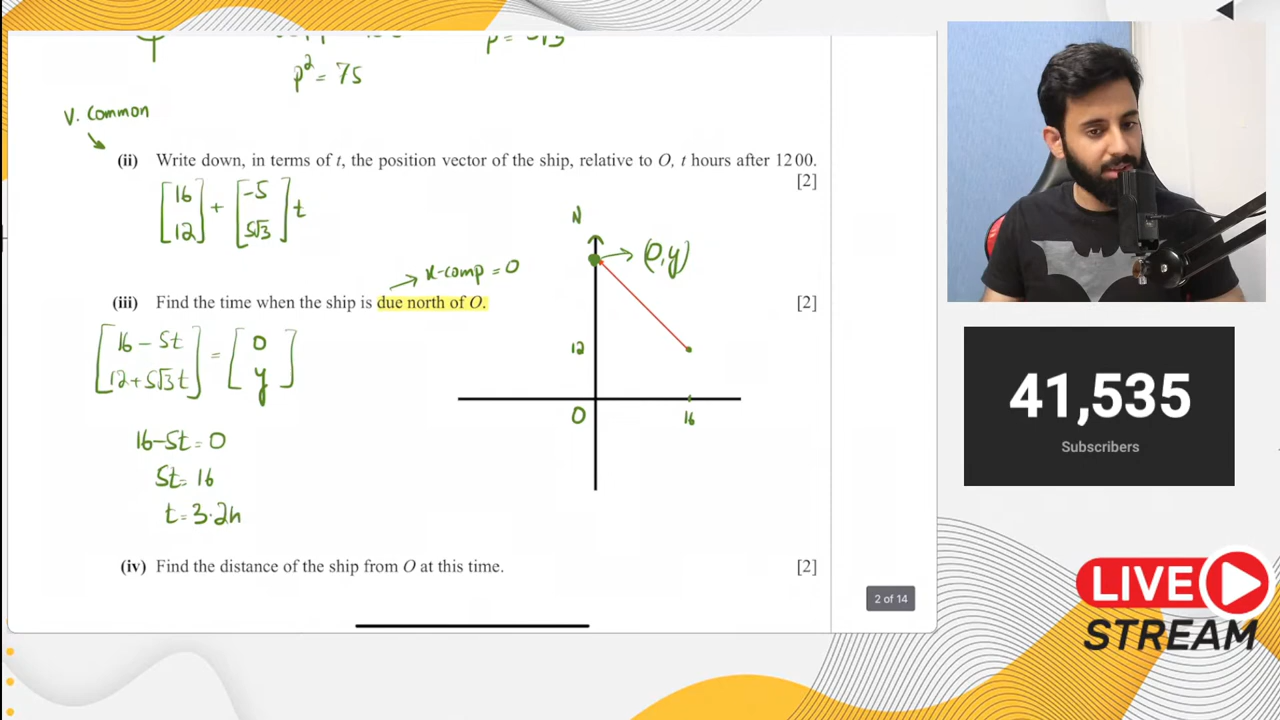 p² = 75
V. Common
(ii) Write down, in terms of t, the position vector of the ship, relative to O, t hours after 1200.
[2]
[16 12] + [-5 5√3] t
N
(0,y)
x-comp = 0
(iii) Find the time when the ship is due north of O.
[2]
[16 - 5t 12+5√3t] = [0 y]
12
O
16
16-5t = 0
5t = 16
t = 3.2h
(iv) Find the distance of the ship from O at this time.
[2]
2 of 14
41,535
Subscribers
LIVE
STREAM